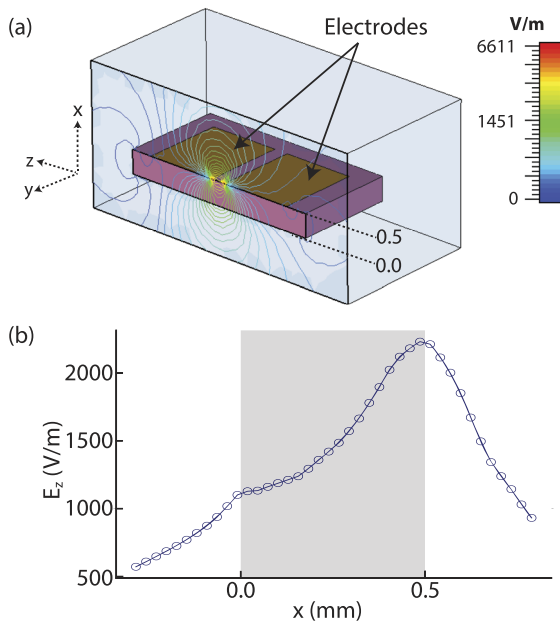 (a)
Electrodes
V/m
6611
1451
0
x
z
y
0.5
0.0
(b)
2000
1500
1000
500
E_z (V/m)
0.0
0.5
x (mm)